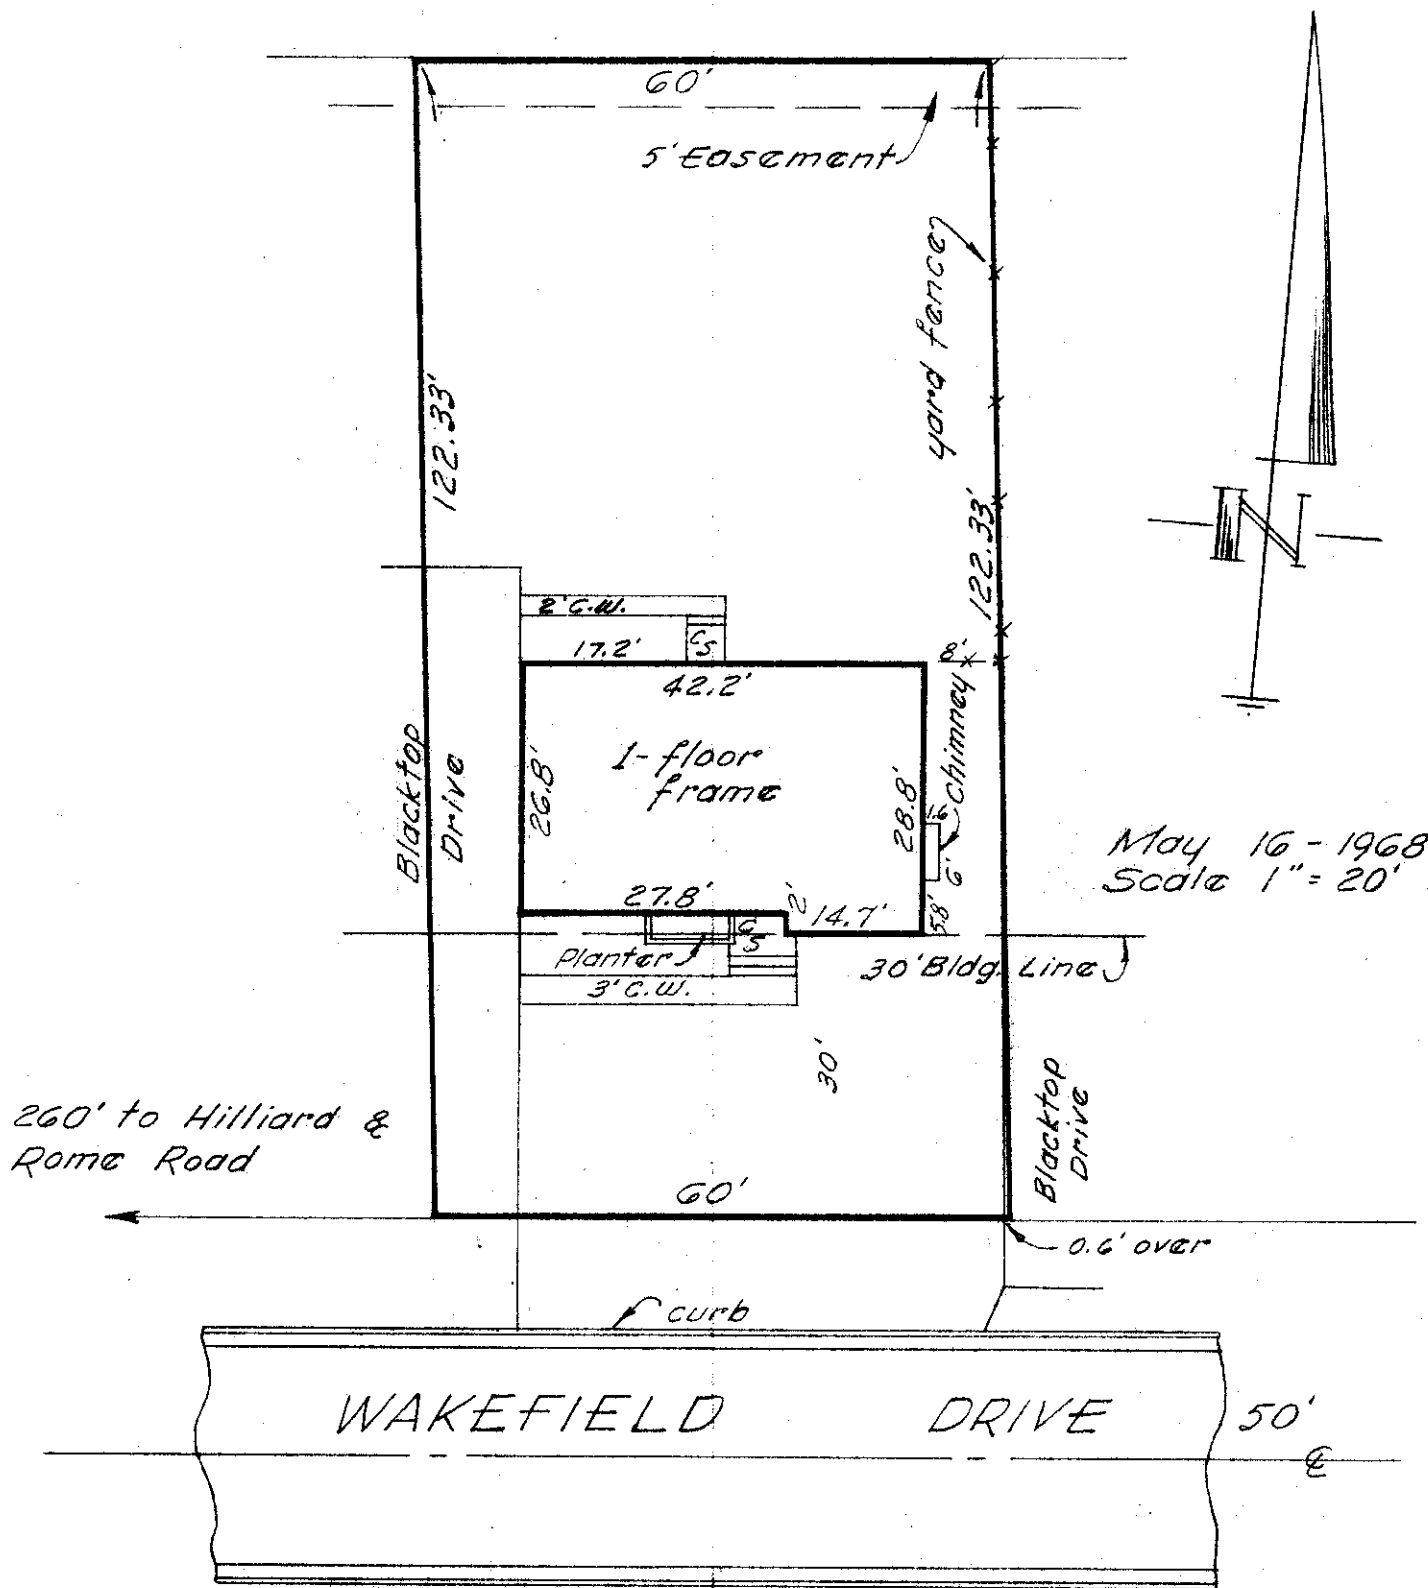 60'
5' Easement
yard fence
122.33'
122.33'
N
2' C.W.
17.2'
C
S
8'
42.2'
Chimney
1-floor
frame
Blacktop
Drive
26.8'
28.8'
1.6
6'
May 16 - 1968
Scale 1" = 20'
27.8'
2'
14.7'
5.8'
C
S
Planter
30' Bldg. Line
3' C.W.
30'
Blacktop
Drive
260' to Hilliard &
Rome Road
60'
0.6' over
curb
WAKEFIELD DRIVE 50'